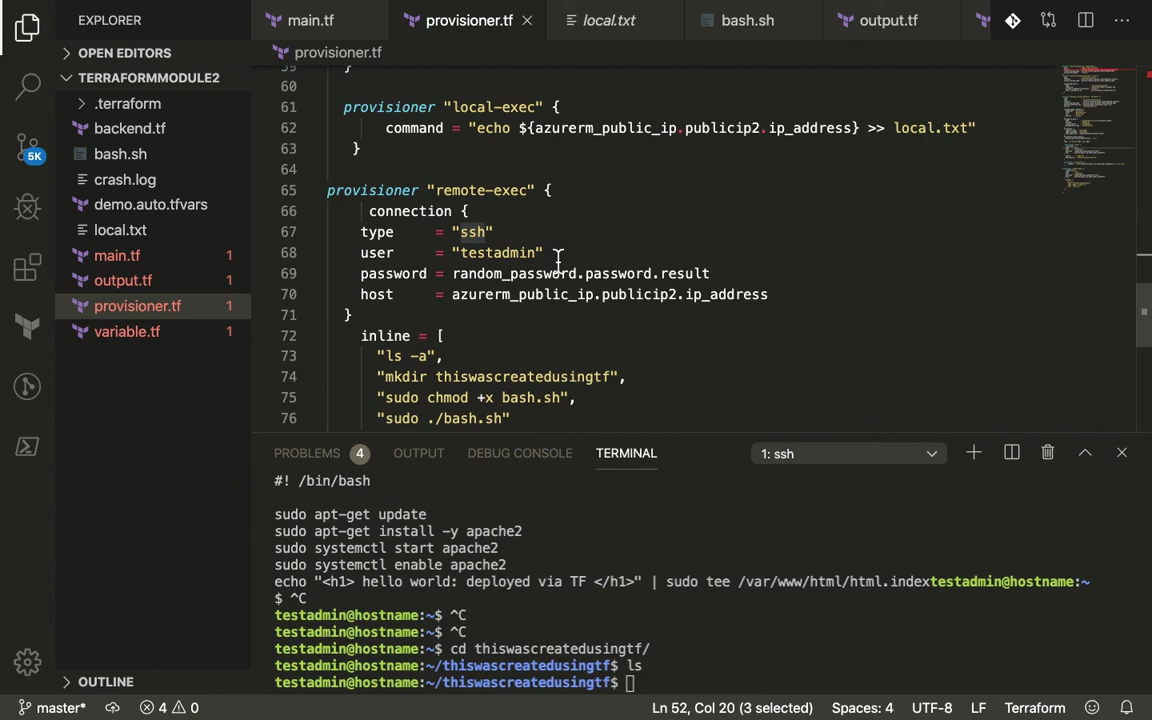 EXPLORER
main.tf
provisioner.tf
local.txt
bash.sh
output.tf
OPEN EDITORS
provisioner.tf
TERRAFORMMODULE2
.terraform
backend.tf
bash.sh
5K
crash.log
demo.auto.tfvars
local.txt
main.tf 1
output.tf 1
provisioner.tf 1
variable.tf 1
59 }
60
61 provisioner "local-exec" {
62 command = "echo ${azurerm_public_ip.publicip2.ip_address} >> local.txt"
63 }
64
65 provisioner "remote-exec" {
66 connection {
67 type = "ssh"
68 user = "testadmin"
69 password = random_password.password.result
70 host = azurerm_public_ip.publicip2.ip_address
71 }
72 inline = [
73 "ls -a",
74 "mkdir thiswascreatedusingtf",
75 "sudo chmod +x bash.sh",
76 "sudo ./bash.sh"
PROBLEMS 4 OUTPUT DEBUG CONSOLE TERMINAL 1: ssh
#! /bin/bash
sudo apt-get update
sudo apt-get install -y apache2
sudo systemctl start apache2
sudo systemctl enable apache2
echo "<h1> hello world: deployed via TF </h1>" | sudo tee /var/www/html/html.indextestadmin@hostname:~
$ ^C
testadmin@hostname:~$ ^C
testadmin@hostname:~$ ^C
testadmin@hostname:~$ cd thiswascreatedusingtf/
testadmin@hostname:~/thiswascreatedusingtf$ ls
testadmin@hostname:~/thiswascreatedusingtf$
OUTLINE
master* 4 0 Ln 52, Col 20 (3 selected) Spaces: 4 UTF-8 LF Terraform